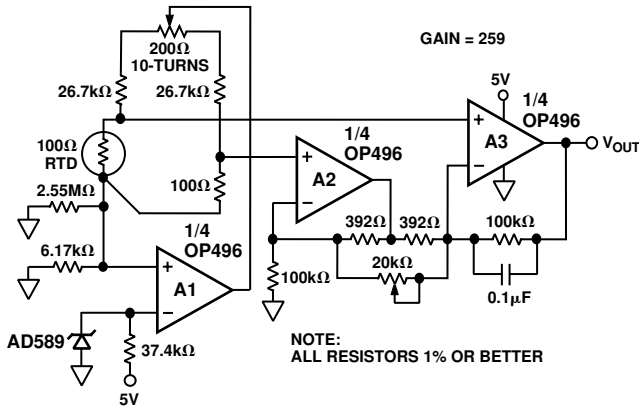 200Ω
10-TURNS
GAIN = 259
26.7kΩ
26.7kΩ
5V
1/4
OP496
100Ω
RTD
1/4
OP496
A3
VOUT
2.55MΩ
100Ω
A2
1/4
OP496
392Ω
392Ω
100kΩ
6.17kΩ
20kΩ
100kΩ
0.1µF
A1
AD589
37.4kΩ
5V
NOTE:
ALL RESISTORS 1% OR BETTER
+
−
+
−
+
−